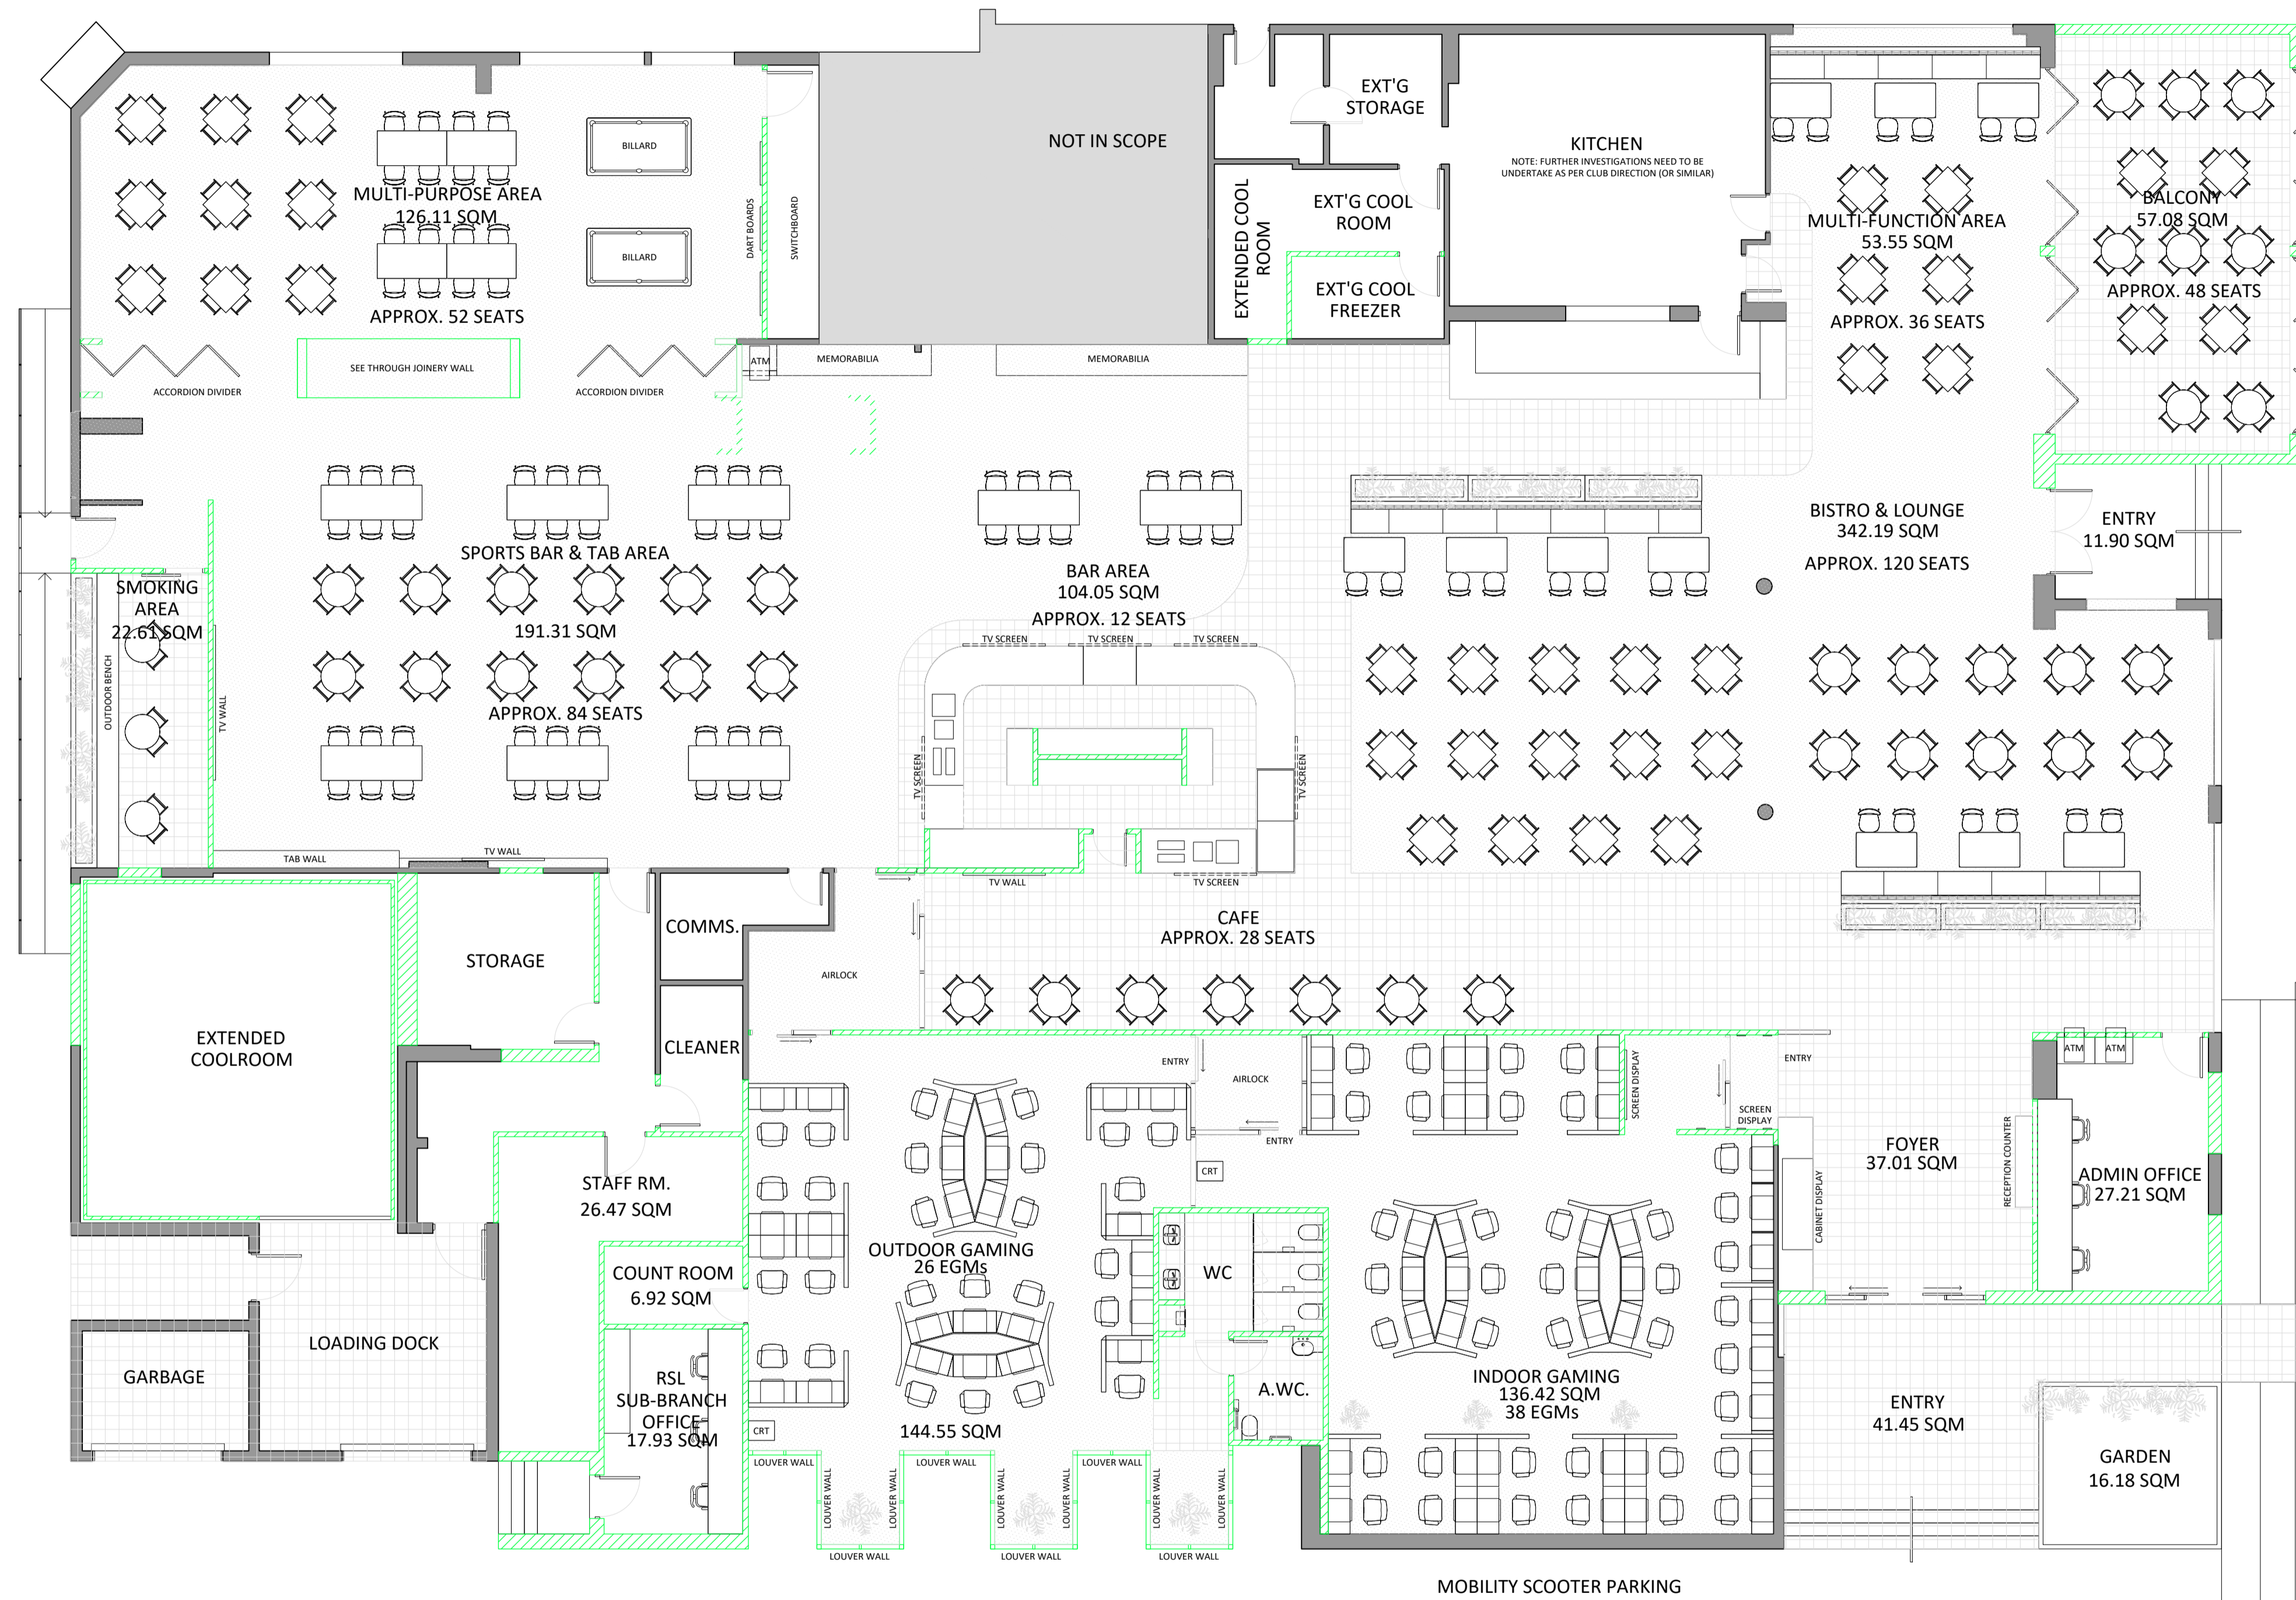 NOT IN SCOPE
EXT'G
STORAGE
KITCHEN
NOTE: FURTHER INVESTIGATIONS NEED TO BE
UNDERTAKE AS PER CLUB DIRECTION (OR SIMILAR)
BILLARD
BILLARD
MULTI-PURPOSE AREA
126.11 SQM
APPROX. 52 SEATS
DART BOARDS
SWITCHBOARD
EXTENDED COOL
ROOM
EXT'G COOL
ROOM
EXT'G COOL
FREEZER
MULTI-FUNCTION AREA
53.55 SQM
APPROX. 36 SEATS
BALCONY
57.08 SQM
APPROX. 48 SEATS
SEE THROUGH JOINERY WALL
ACCORDION DIVIDER
ACCORDION DIVIDER
ATM
MEMORABILIA
MEMORABILIA
BISTRO & LOUNGE
342.19 SQM
APPROX. 120 SEATS
ENTRY
11.90 SQM
SPORTS BAR & TAB AREA
191.31 SQM
APPROX. 84 SEATS
BAR AREA
104.05 SQM
APPROX. 12 SEATS
SMOKING
AREA
22.61 SQM
OUTDOOR BENCH
TV WALL
TV SCREEN
TV SCREEN
TV SCREEN
TV SCREEN
TV SCREEN
TAB WALL
TV WALL
TV WALL
TV SCREEN
CAFE
APPROX. 28 SEATS
COMMS.
STORAGE
AIRLOCK
EXTENDED
COOLROOM
CLEANER
ENTRY
AIRLOCK
ENTRY
SCREEN DISPLAY
SCREEN
DISPLAY
ENTRY
ATM
ATM
CRT
CABINET DISPLAY
FOYER
37.01 SQM
RECEPTION COUNTER
ADMIN OFFICE
27.21 SQM
STAFF RM.
26.47 SQM
OUTDOOR GAMING
26 EGMs
144.55 SQM
WC
COUNT ROOM
6.92 SQM
LOADING DOCK
GARBAGE
RSL
SUB-BRANCH
OFFICE
17.93 SQM
A.WC.
INDOOR GAMING
136.42 SQM
38 EGMs
ENTRY
41.45 SQM
GARDEN
16.18 SQM
CRT
LOUVER WALL
LOUVER WALL
LOUVER WALL
LOUVER WALL
LOUVER WALL
LOUVER WALL
LOUVER WALL
LOUVER WALL
LOUVER WALL
LOUVER WALL
LOUVER WALL
LOUVER WALL
MOBILITY SCOOTER PARKING